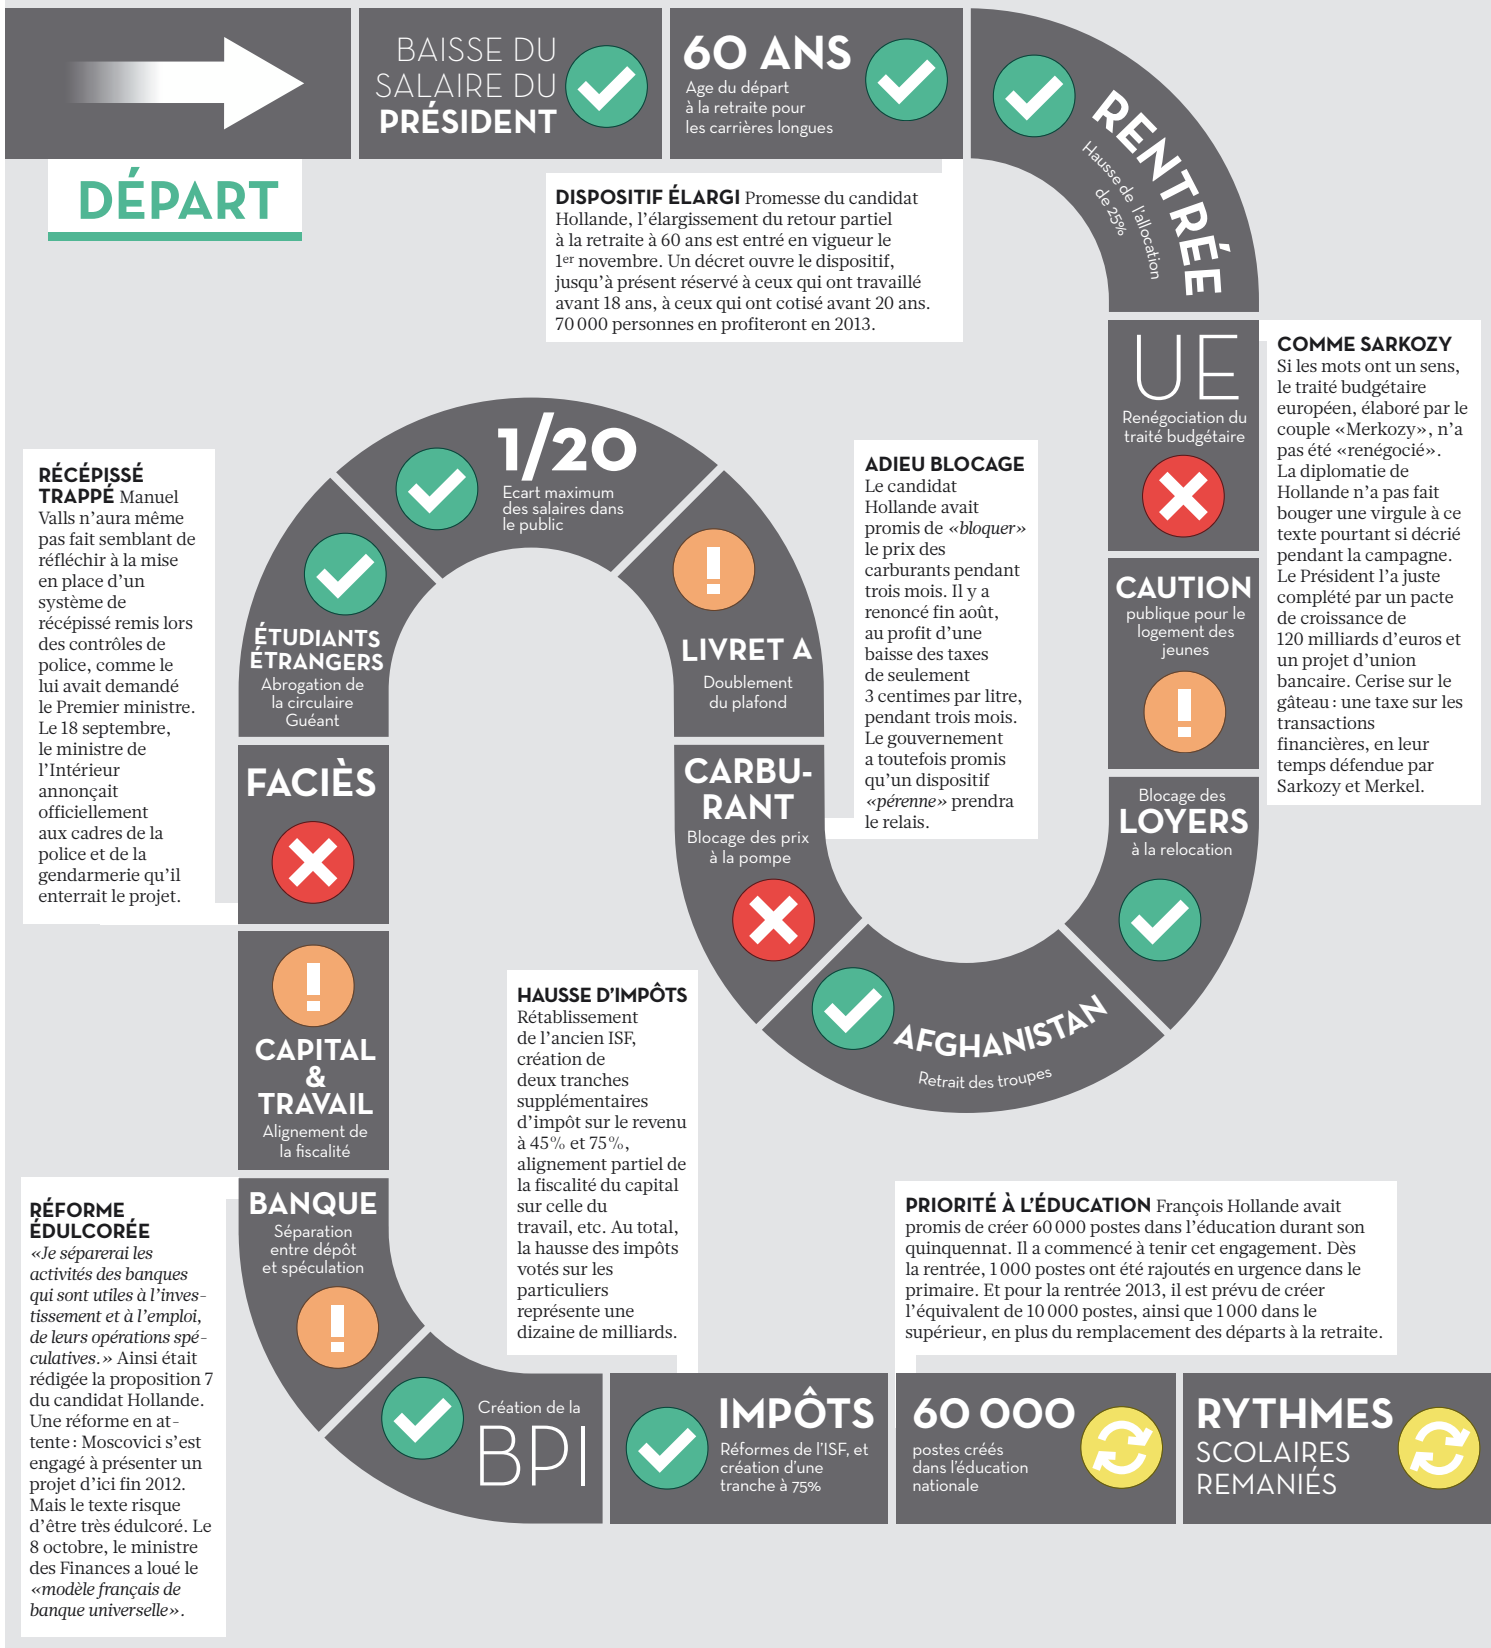 BAISSE DU
SALAIRE DU
PRÉSIDENT
60 ANS
Age du départ
à la retraite pour
les carrières longues
DÉPART
DISPOSITIF ÉLARGI Promesse du candidat
Hollande, l'élargissement du retour partiel
à la retraite à 60 ans est entré en vigueur le
1er novembre. Un décret ouvre le dispositif,
jusqu'à présent réservé à ceux qui ont travaillé
avant 18 ans, à ceux qui ont cotisé avant 20 ans.
70 000 personnes en profiteront en 2013.
RENTRÉE
Hausse de l'allocation
de 25%
UE
Renégociation du
traité budgétaire
COMME SARKOZY
Si les mots ont un sens,
le traité budgétaire
européen, élaboré par le
couple «Merkozy», n'a
pas été «renégocié».
La diplomatie de
Hollande n'a pas fait
bouger une virgule à ce
texte pourtant si décrié
pendant la campagne.
Le Président l'a juste
complété par un pacte
de croissance de
120 milliards d'euros et
un projet d'union
bancaire. Cerise sur le
gâteau : une taxe sur les
transactions
financières, en leur
temps défendue par
Sarkozy et Merkel.
CAUTION
publique pour le
logement des
jeunes
Blocage des
LOYERS
à la relocation
AFGHANISTAN
Retrait des troupes
ADIEU BLOCAGE
Le candidat
Hollande avait
promis de «bloquer»
le prix des
carburants pendant
trois mois. Il y a
renoncé fin août,
au profit d'une
baisse des taxes
de seulement
3 centimes par litre,
pendant trois mois.
Le gouvernement
a toutefois promis
qu'un dispositif
«pérenne» prendra
le relais.
CARBU-
RANT
Blocage des prix
à la pompe
LIVRET A
Doublement
du plafond
1/20
Ecart maximum
des salaires dans
le public
ÉTUDIANTS
ÉTRANGERS
Abrogation de
la circulaire
Guéant
RÉCÉPISSÉ
TRAPPÉ Manuel
Valls n'aura même
pas fait semblant de
réfléchir à la mise
en place d'un
système de
récépissé remis lors
des contrôles de
police, comme le
lui avait demandé
le Premier ministre.
Le 18 septembre,
le ministre de
l'Intérieur
annonçait
officiellement
aux cadres de la
police et de la
gendarmerie qu'il
enterrait le projet.
FACIÈS
CAPITAL
&
TRAVAIL
Alignement de
la fiscalité
BANQUE
Séparation
entre dépôt
et spéculation
RÉFORME
ÉDULCORÉE
«Je séparerai les
activités des banques
qui sont utiles à l'inves-
tissement et à l'emploi,
de leurs opérations spé-
culatives.» Ainsi était
rédigée la proposition 7
du candidat Hollande.
Une réforme en at-
tente : Moscovici s'est
engagé à présenter un
projet d'ici fin 2012.
Mais le texte risque
d'être très édulcoré. Le
8 octobre, le ministre
des Finances a loué le
«modèle français de
banque universelle».
Création de la
BPI
HAUSSE D'IMPÔTS
Rétablissement
de l'ancien ISF,
création de
deux tranches
supplémentaires
d'impôt sur le revenu
à 45% et 75%,
alignement partiel de
la fiscalité du capital
sur celle du
travail, etc. Au total,
la hausse des impôts
votés sur les
particuliers
représente une
dizaine de milliards.
IMPÔTS
Réformes de l'ISF, et
création d'une
tranche à 75%
PRIORITÉ À L'ÉDUCATION François Hollande avait
promis de créer 60 000 postes dans l'éducation durant son
quinquennat. Il a commencé à tenir cet engagement. Dès
la rentrée, 1 000 postes ont été rajoutés en urgence dans le
primaire. Et pour la rentrée 2013, il est prévu de créer
l'équivalent de 10 000 postes, ainsi que 1 000 dans le
supérieur, en plus du remplacement des départs à la retraite.
60 000
postes créés
dans l'éducation
nationale
RYTHMES
SCOLAIRES
REMANIÉS